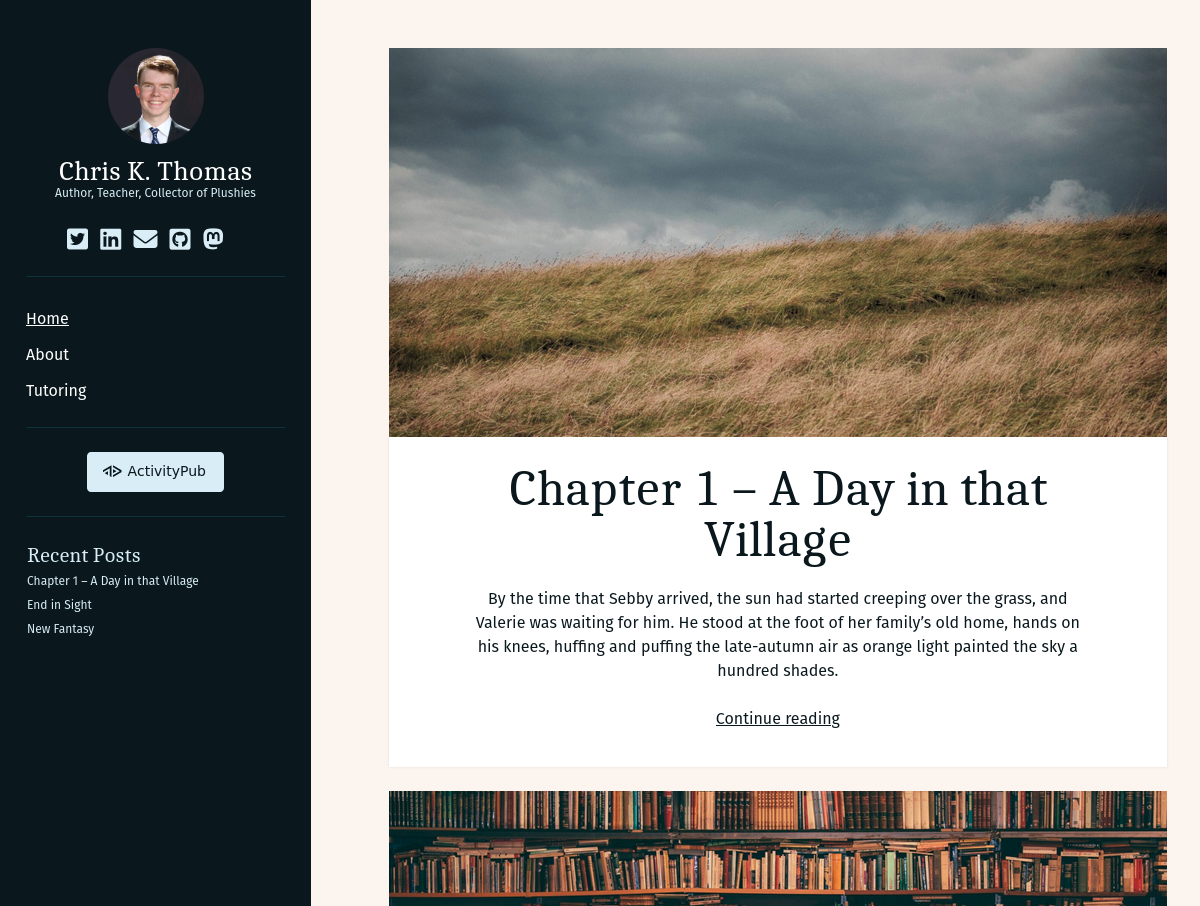 Chris K. Thomas
Author, Teacher, Collector of Plushies
Home
About
Tutoring
ActivityPub
Recent Posts
Chapter 1 – A Day in that Village
End in Sight
New Fantasy
Chapter 1 – A Day in that
Village
By the time that Sebby arrived, the sun had started creeping over the grass, and
Valerie was waiting for him. He stood at the foot of her family’s old home, hands on
his knees, huffing and puffing the late-autumn air as orange light painted the sky a
hundred shades.
Continue reading